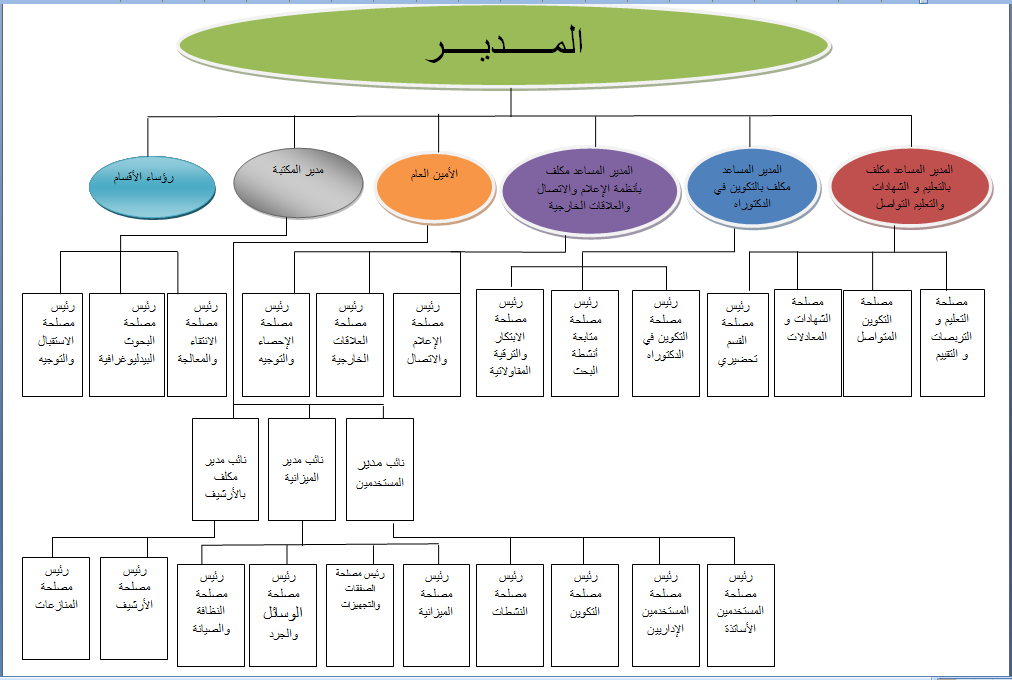 المـــــديـــــر
المدير المساعد مكلف
بالتعليم و الشهادات
والتعليم التواصل
المدير المساعد
مكلف بالتكوين في
الدكتوراه
المدير المساعد مكلف
بأنظمة الإعلام والاتصال
والعلاقات الخارجية
الأمين العام
مدير المكتبة
رؤساء الأقسام
مصلحة
التعليم و
التربصات
و التقييم
مصلحة
التكوين
المتواصل
مصلحة
الشهادات و
المعادلات
رئيس
مصلحة
القسم
تحضيري
رئيس
مصلحة
التكوين في
الدكتوراه
رئيس
مصلحة
متابعة
أنشطة
البحث
رئيس
مصلحة
الابتكار
والترقية
المقاولاتية
رئيس
مصلحة
الإعلام
والاتصال
رئيس
مصلحة
العلاقات
الخارجية
رئيس
مصلحة
الإحصاء
والتوجيه
رئيس
مصلحة
الانتقاء
والمعالجة
رئيس
مصلحة
البحوث
البيدليوغرافية
رئيس
مصلحة
الاستقبال
والتوجيه
نائب مدير
المستخدمين
نائب مدير
الميزانية
نائب مدير
مكلف
بالأرشيف
رئيس
مصلحة
المستخدمين
الأساتذة
رئيس
مصلحة
المستخدمين
الإداريين
رئيس
مصلحة
التكوين
رئيس
مصلحة
النشطات
رئيس
مصلحة
الميزانية
رئيس مصلحة
الصفقات
والتجهيزات
رئيس
مصلحة
الوسائل
والجرد
رئيس
مصلحة
النظافة
والصيانة
رئيس
مصلحة
الأرشيف
رئيس
مصلحة
المنازعات